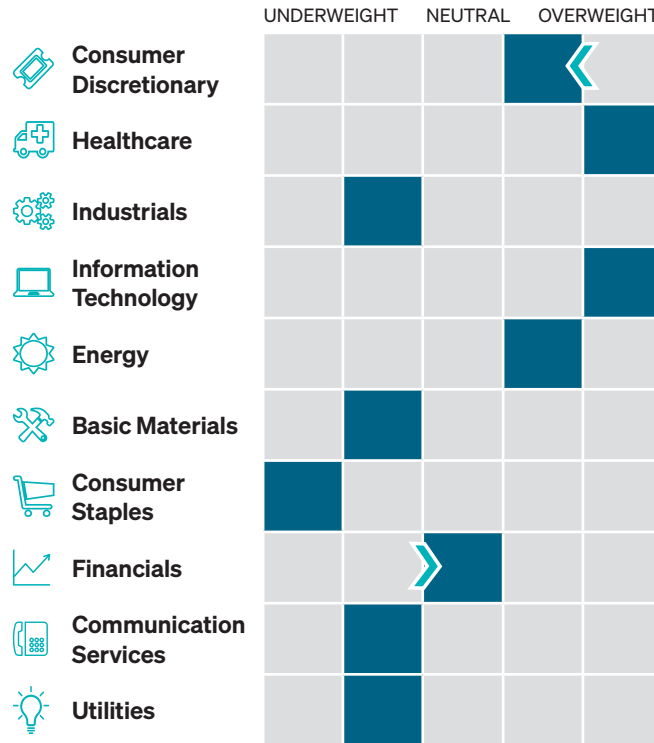 UNDERWEIGHT NEUTRAL OVERWEIGHT
Consumer
Discretionary
Healthcare
Industrials
Information
Technology
Energy
Basic Materials
Consumer
Staples
Financials
Communication
Services
Utilities